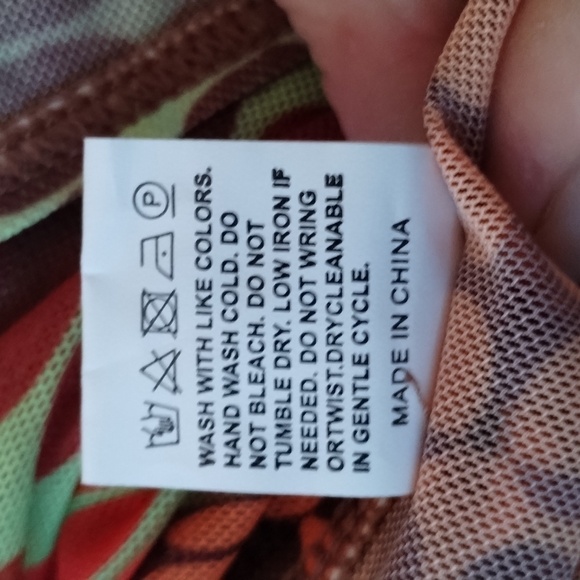 P
WASH WITH LIKE COLORS.
HAND WASH COLD. DO
NOT BLEACH. DO NOT
TUMBLE DRY. LOW IRON IF
NEEDED. DO NOT WRING
ORTWIST.DRYCLEANABLE
IN GENTLE CYCLE.
MADE IN CHINA